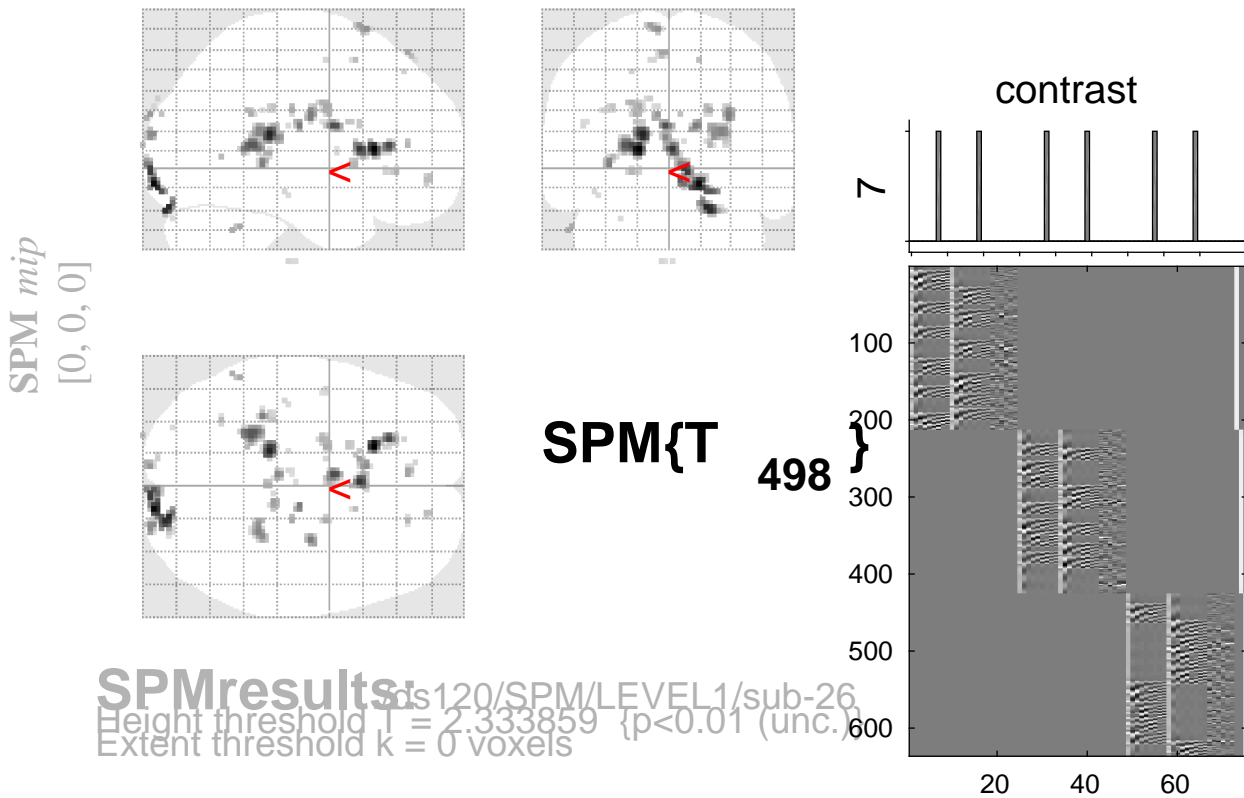 SPM mip
[0, 0, 0]
<
<
<
SPM{T498}
contrast
7
100
200
300
400
500
600
20 40 60
SPMresults: /ds120/SPM/LEVEL1/sub-26
Height threshold T = 2.333859 {p<0.01 (unc.)}
Extent threshold k = 0 voxels